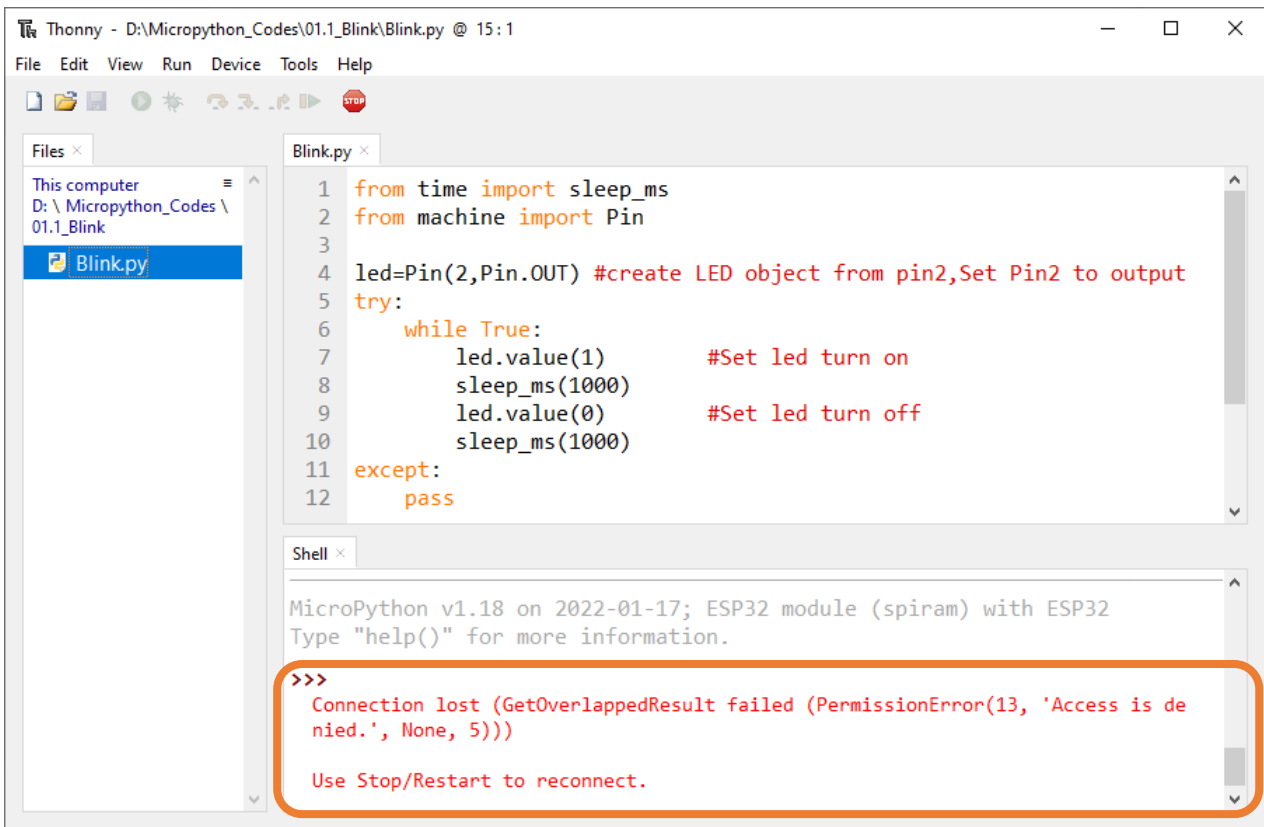 Thonny - D:\Micropython_Codes\01.1_Blink\Blink.py @ 15:1
File Edit View Run Device Tools Help
STOP
Files
This computer
D: \ Micropython_Codes \
01.1_Blink
Blink.py
Blink.py
1 from time import sleep_ms
2 from machine import Pin
3
4 led=Pin(2,Pin.OUT) #create LED object from pin2,Set Pin2 to output
5 try:
6     while True:
7         led.value(1)        #Set led turn on
8         sleep_ms(1000)
9         led.value(0)        #Set led turn off
10         sleep_ms(1000)
11 except:
12     pass
Shell
MicroPython v1.18 on 2022-01-17; ESP32 module (spiram) with ESP32
Type "help()" for more information.
>>>
Connection lost (GetOverlappedResult failed (PermissionError(13, 'Access is de
nied.', None, 5)))
Use Stop/Restart to reconnect.